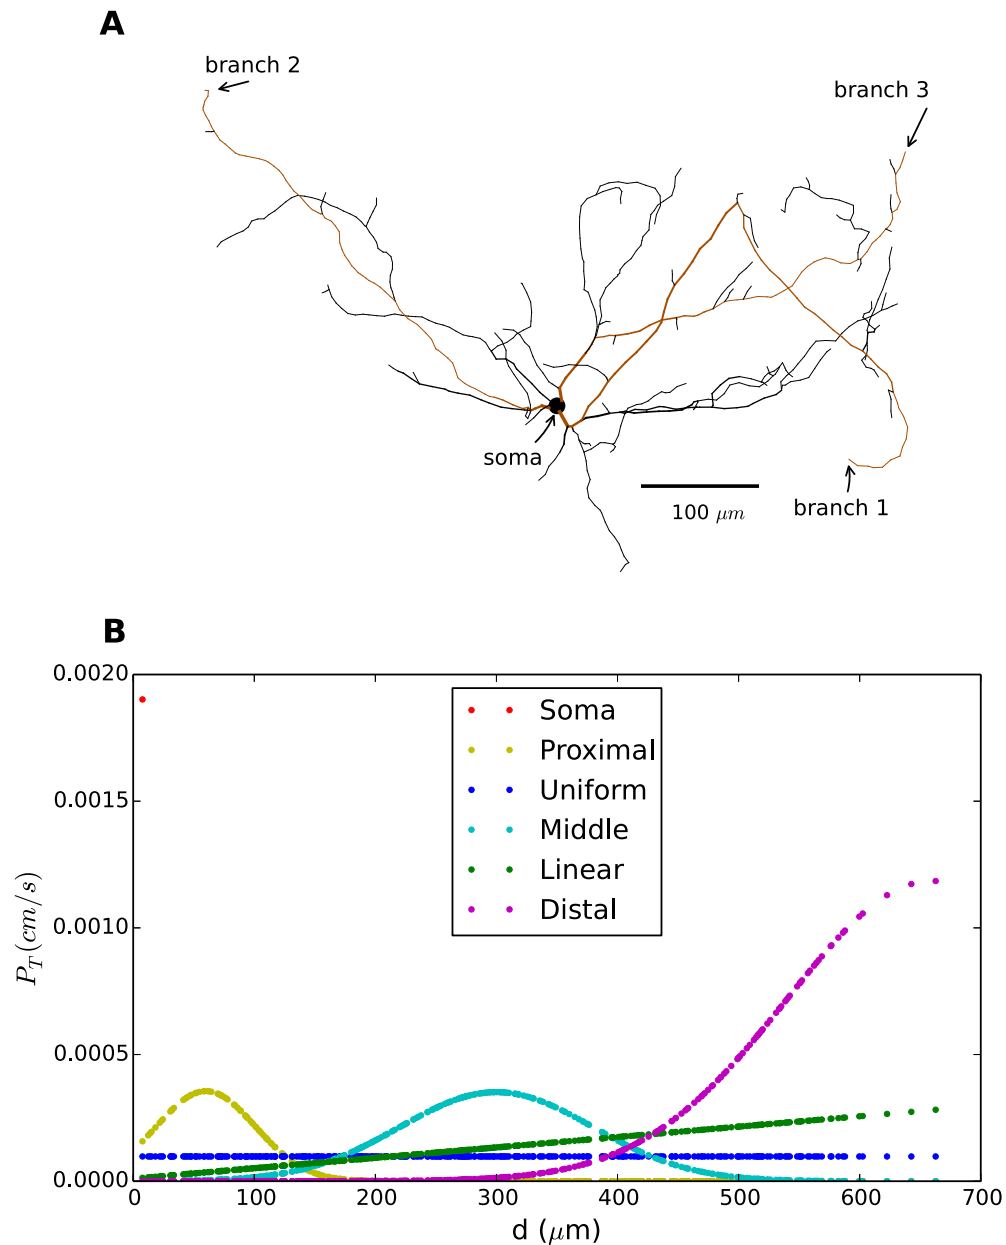 A
branch 2
branch 3
soma
100 μm
branch 1
B
0.0020
0.0015
0.0010
0.0005
0.0000
P_T(cm/s)
Soma
Proximal
Uniform
Middle
Linear
Distal
0 100 200 300 400 500 600 700
d (μm)